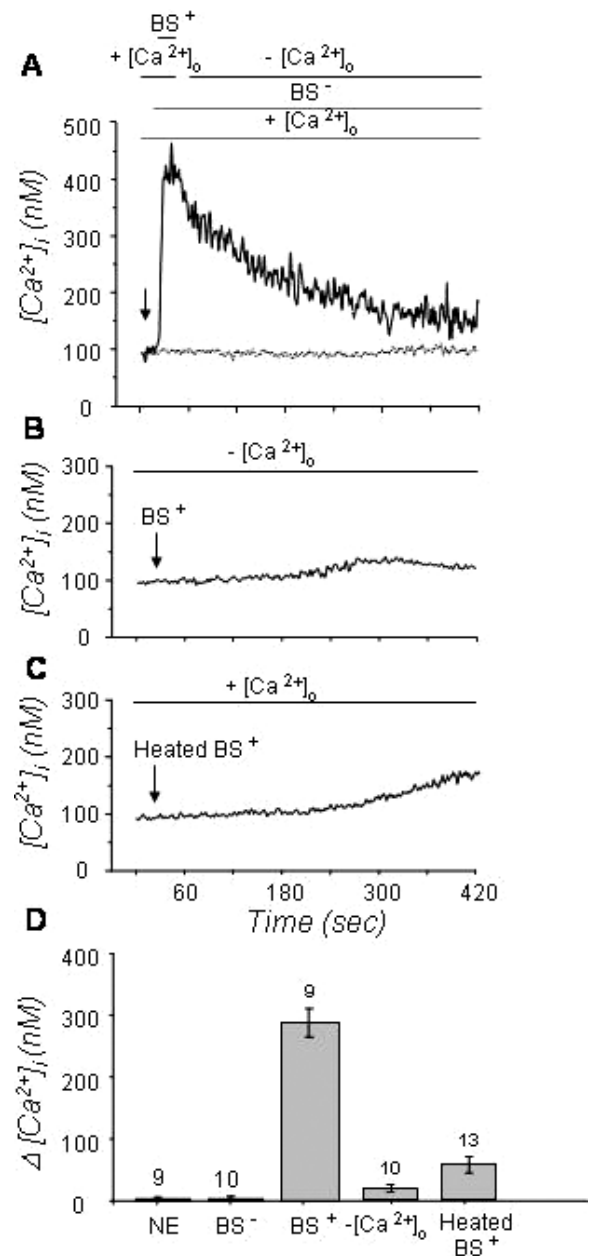 BS⁺
A
+ [Ca²⁺]ₒ - [Ca²⁺]ₒ
BS⁻
+ [Ca²⁺]ₒ
500
400
300
200
100
0
[Ca²⁺]ᵢ (nM)
B
- [Ca²⁺]ₒ
300
200
100
0
[Ca²⁺]ᵢ (nM)
BS⁺
C
+ [Ca²⁺]ₒ
300
200
100
0
[Ca²⁺]ᵢ (nM)
Heated BS⁺
60 180 300 420
Time (sec)
D
400
300
200
100
0
Δ [Ca²⁺]ᵢ (nM)
9 10 9 10 13
NE BS⁻ BS⁺ -[Ca²⁺]ₒ Heated
BS⁺